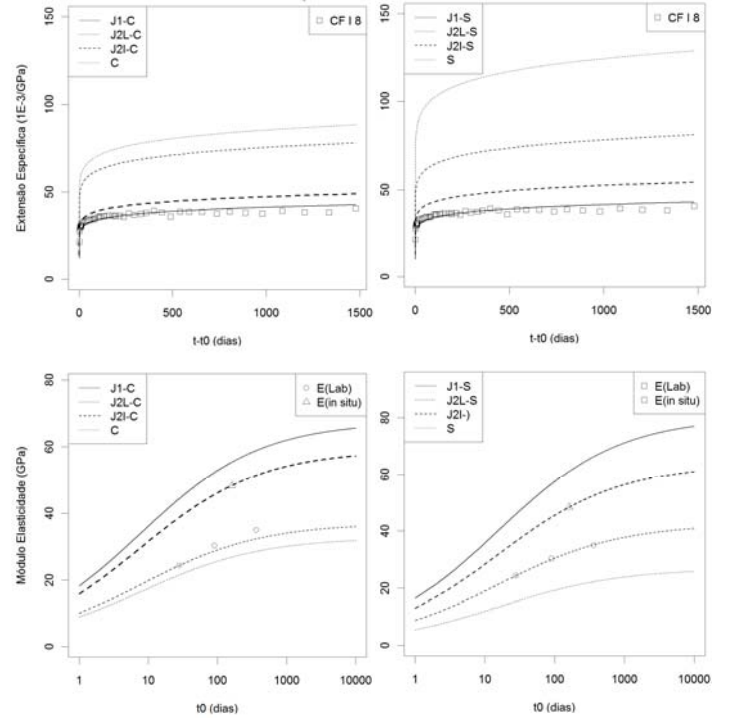 J1-C
J2L-C
J2I-C
C
CF I 8
150
100
50
0
Extensão Específica (1E-3/GPa)
0 500 1000 1500
t-t0 (dias)
J1-S
J2L-S
J2I-S
S
CF I 8
150
100
50
0
0 500 1000 1500
t-t0 (dias)
J1-C
J2L-C
J2I-C
C
E(Lab)
E(in situ)
80
60
40
20
0
Módulo Elasticidade (GPa)
1 10 100 1000 10000
t0 (dias)
J1-S
J2L-S
J2I-)
S
E(Lab)
E(in situ)
80
60
40
20
0
1 10 100 1000 10000
t0 (dias)